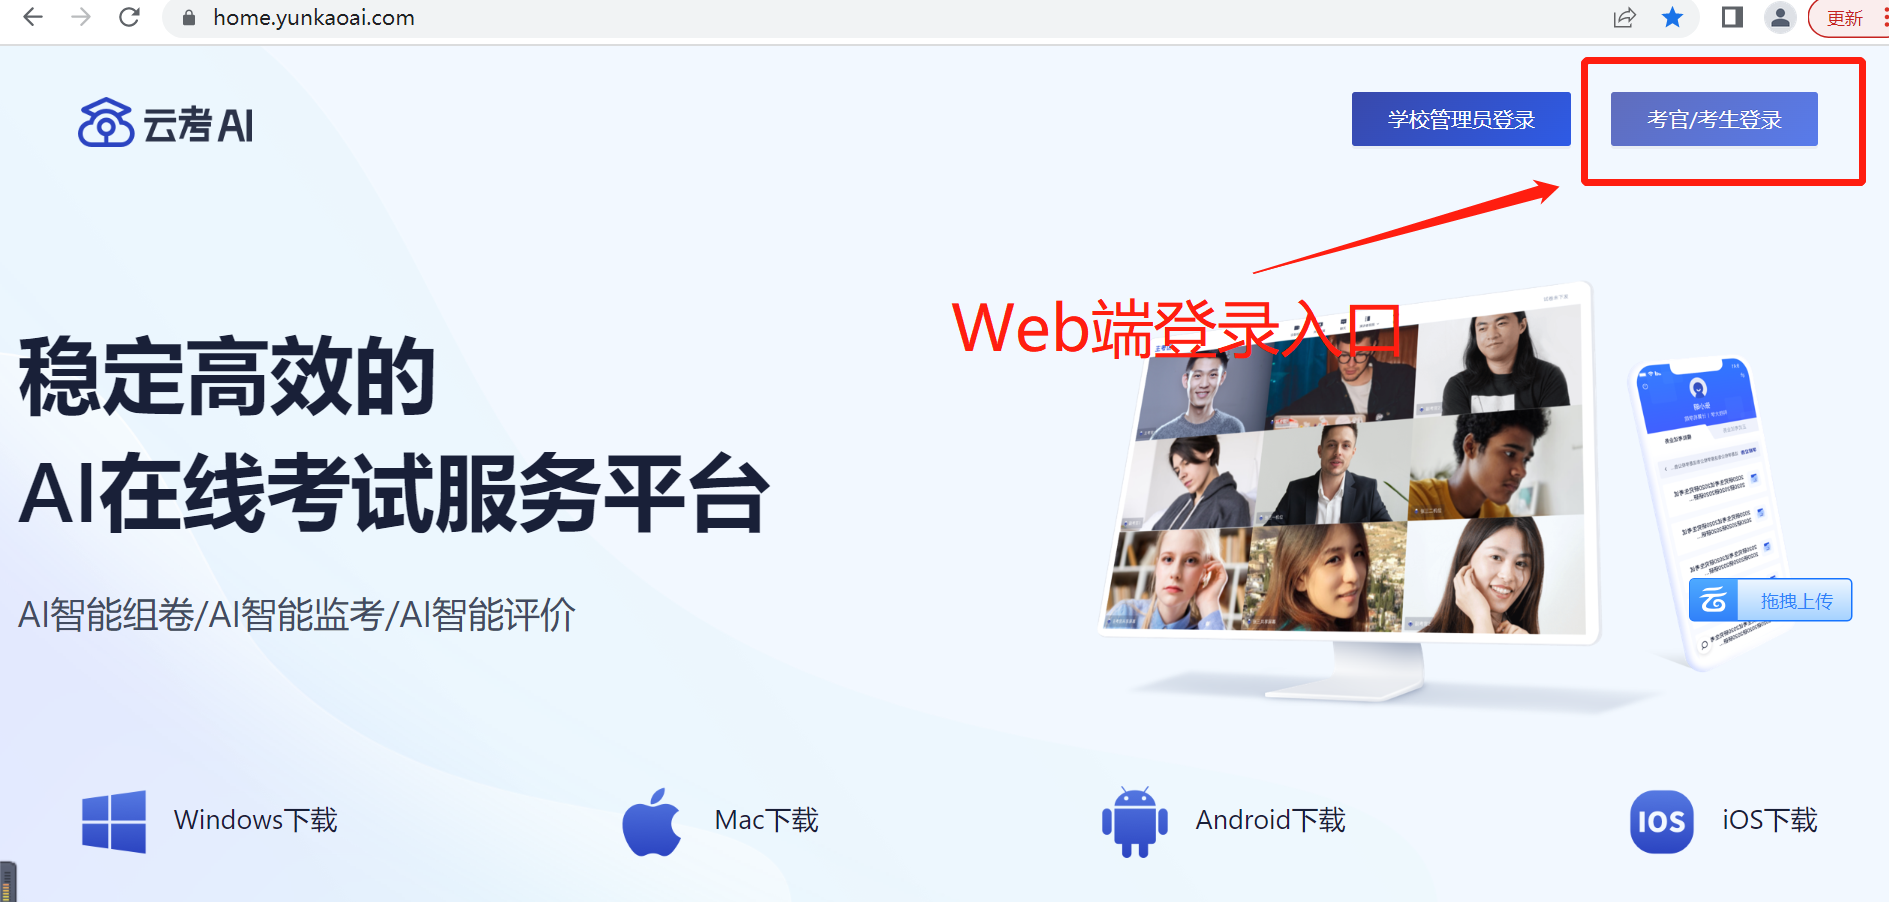 home.yunkaoai.com
更新
云考AI
学校管理员登录
考官/考生登录
Web端登录入口
稳定高效的
AI在线考试服务平台
AI智能组卷/AI智能监考/AI智能评价
拖拽上传
Windows下载
Mac下载
Android下载
IOS
iOS下载